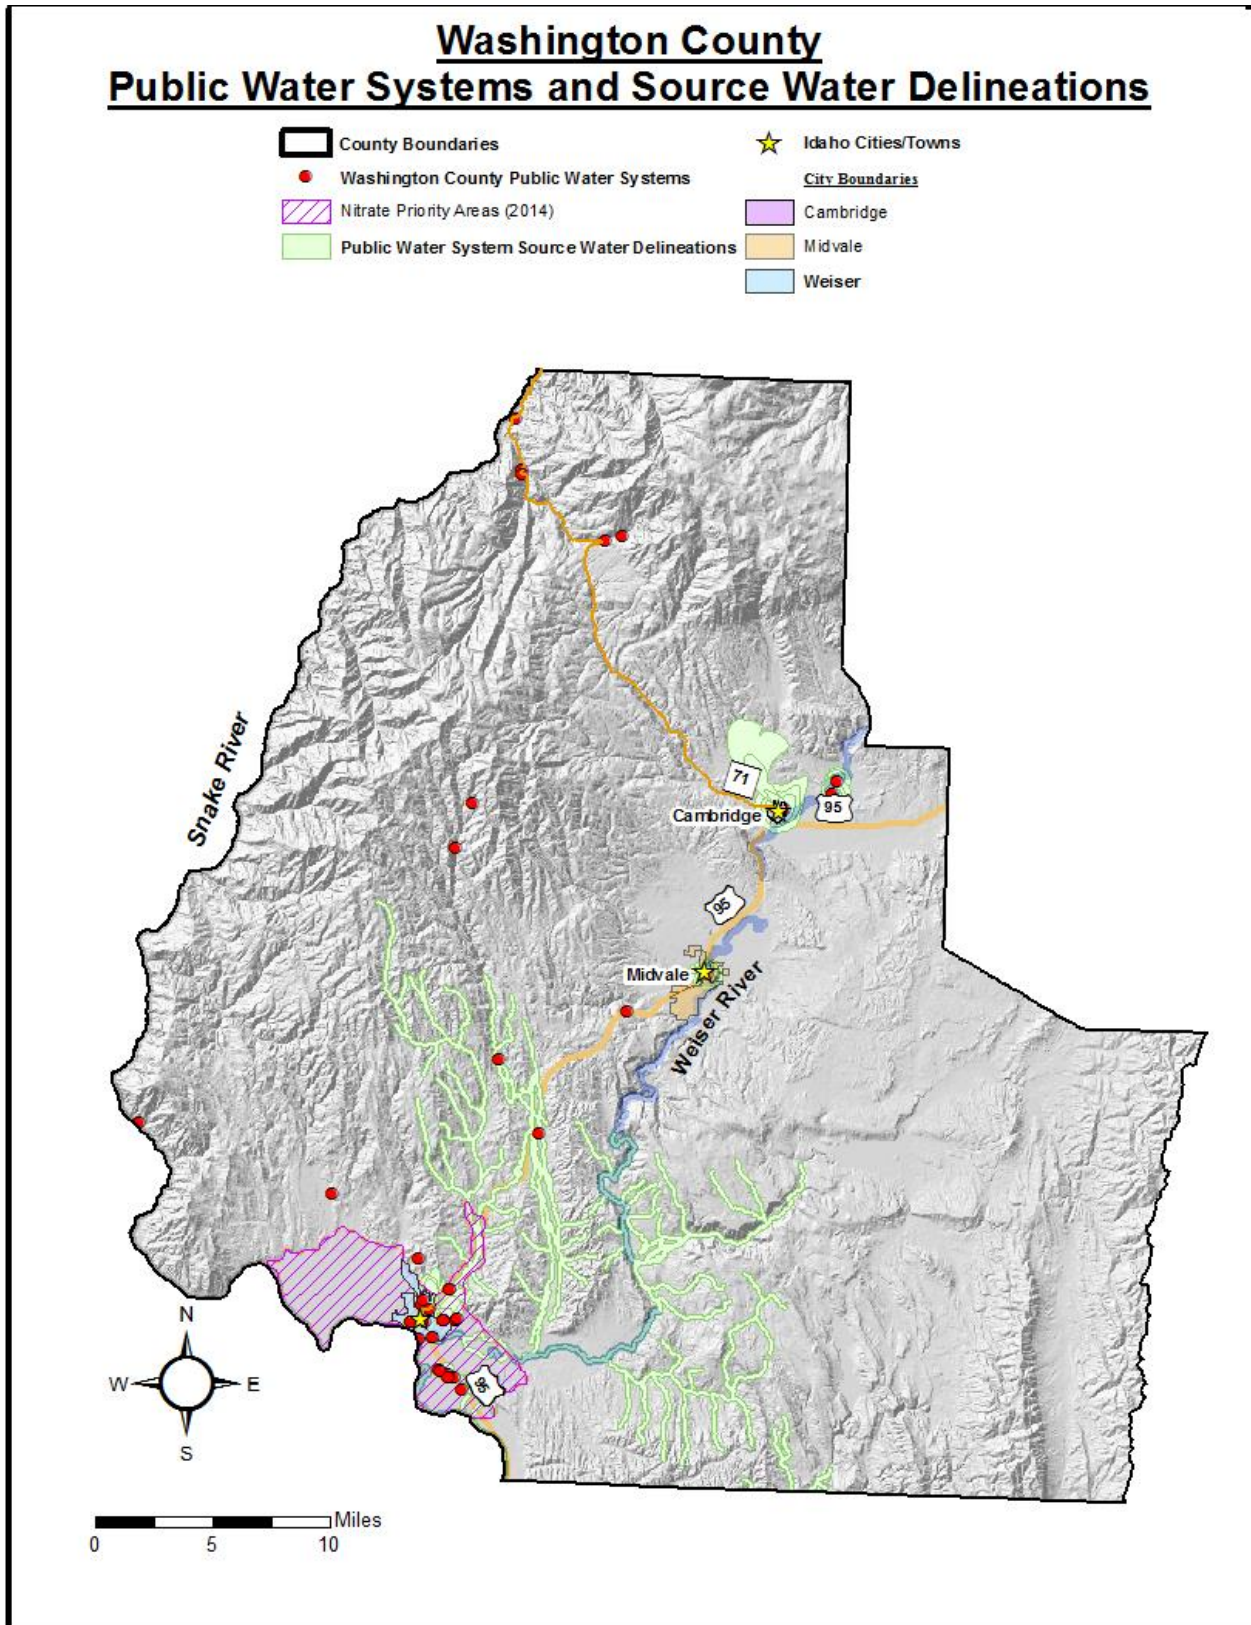 Washington County
Public Water Systems and Source Water Delineations
County Boundaries
Washington County Public Water Systems
Nitrate Priority Areas (2014)
Public Water System Source Water Delineations
Idaho Cities/Towns
City Boundaries
Cambridge
Midvale
Weiser
Snake River
71
Cambridge
95
95
Midvale
Weiser River
95
N
W
E
S
Miles
0 5 10